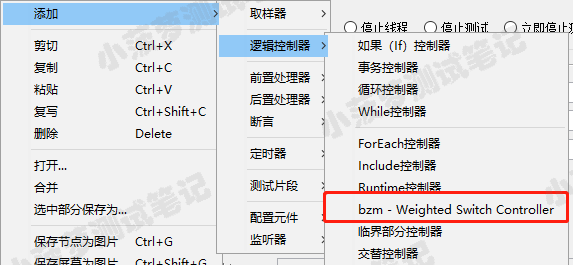 添加
剪切 Ctrl+X
复制 Ctrl+C
粘贴 Ctrl+V
复写 Ctrl+Shift+C
删除 Delete
打开...
合并
选中部分保存为...
保存节点为图片 Ctrl+G
保存屏幕为图片 Ctrl+Shift+G
取样器
逻辑控制器
前置处理器
后置处理器
断言
定时器
测试片段
配置元件
监听器
停止线程 停止测试 立即停止
如果（If）控制器
事务控制器
循环控制器
While控制器
ForEach控制器
Include控制器
Runtime控制器
bzm - Weighted Switch Controller
临界部分控制器
交替控制器
小菠萝测试笔记